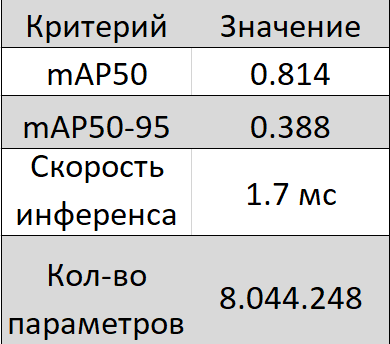 Критерий Значение
mAP50 0.814
mAP50-95 0.388
Скорость
инференса 1.7 мс
Кол-во
параметров 8.044.248